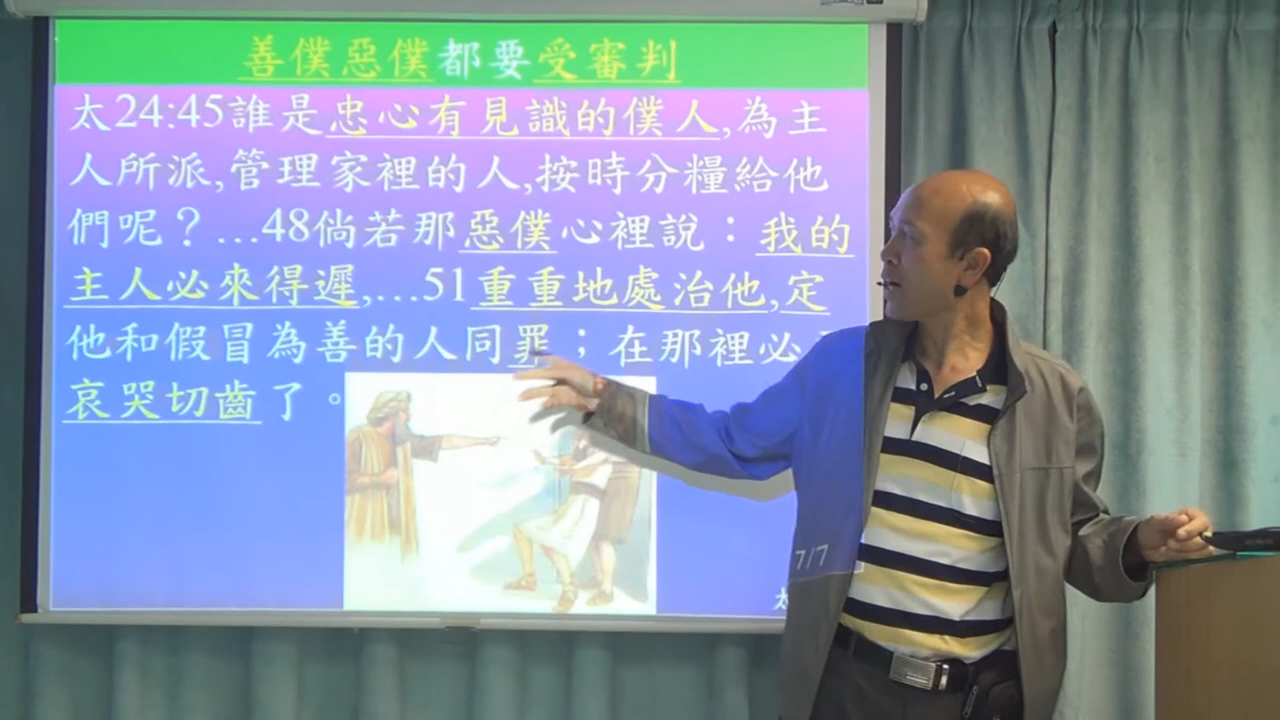 善僕惡僕都要受審判
太24:45誰是忠心有見識的僕人,為主
人所派,管理家裡的人,按時分糧給他
們呢？…48倘若那惡僕心裡說：我的
主人必來得遲,…51重重地處治他,定
他和假冒為善的人同罪；在那裡必
哀哭切齒了。
7/7
太